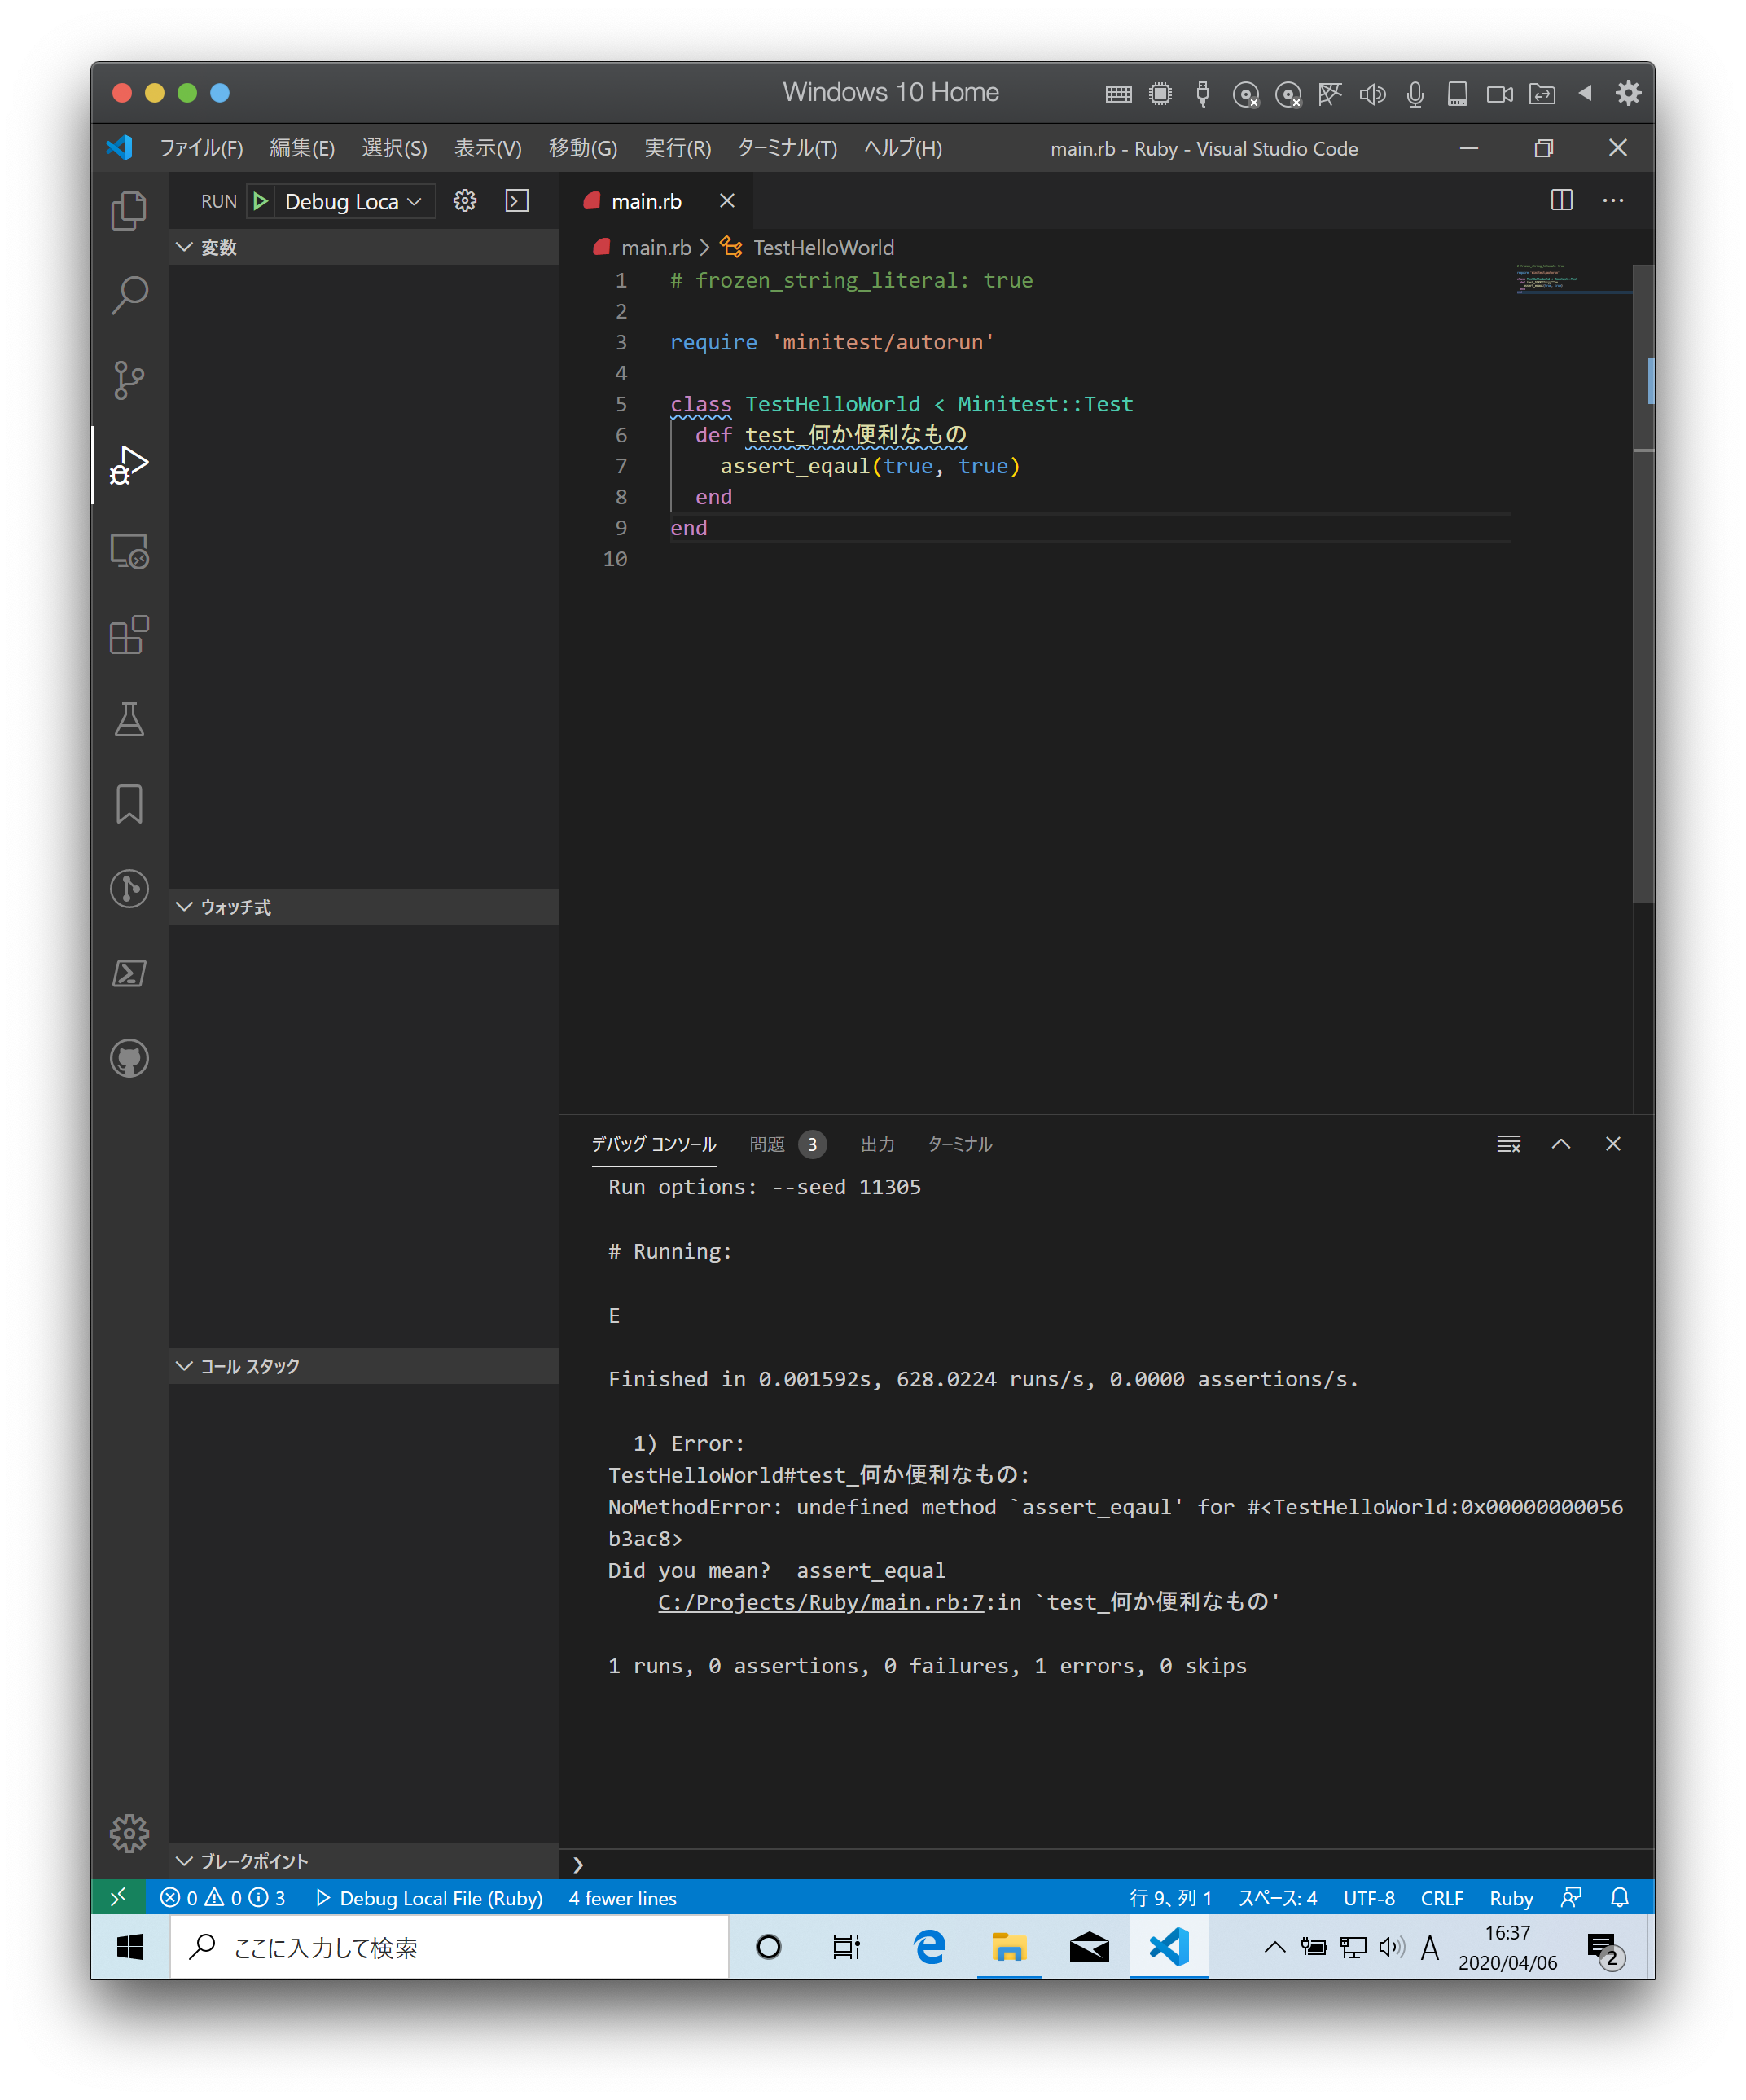 Windows 10 Home
ファイル(F) 編集(E) 選択(S) 表示(V) 移動(G) 実行(R) ターミナル(T) ヘルプ(H) main.rb - Ruby - Visual Studio Code
RUN Debug Loca
main.rb
変数
main.rb > TestHelloWorld
1 # frozen_string_literal: true
2
3 require 'minitest/autorun'
4
5 class TestHelloWorld < Minitest::Test
6 def test_何か便利なもの
7 assert_eqaul(true, true)
8 end
9 end
10
ウォッチ式
コール スタック
ブレークポイント
デバッグ コンソール 問題 3 出力 ターミナル
Run options: --seed 11305
# Running:
E
Finished in 0.001592s, 628.0224 runs/s, 0.0000 assertions/s.
1) Error:
TestHelloWorld#test_何か便利なもの:
NoMethodError: undefined method `assert_eqaul' for #<TestHelloWorld:0x00000000056
b3ac8>
Did you mean?  assert_equal
C:/Projects/Ruby/main.rb:7:in `test_何か便利なもの'
1 runs, 0 assertions, 0 failures, 1 errors, 0 skips
0 0 3 Debug Local File (Ruby) 4 fewer lines 行 9、列 1 スペース: 4 UTF-8 CRLF Ruby
ここに入力して検索
A
16:37
2020/04/06
2